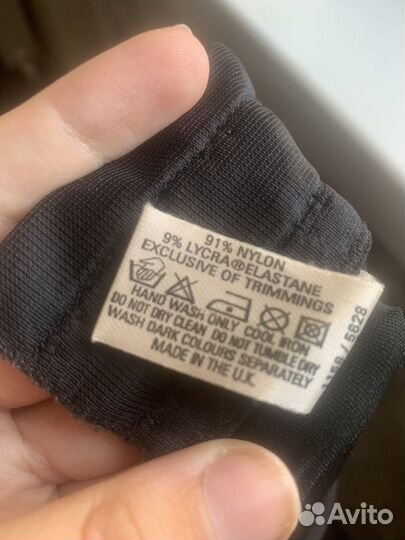 91% NYLON
9% LYCRA®ELASTANE
EXCLUSIVE OF TRIMMINGS
HAND WASH ONLY COOL IRON
DO NOT DRY CLEAN DO NOT TUMBLE DRY
WASH DARK COLOURS SEPARATELY
MADE IN THE U.K.
/ 5628
Avito